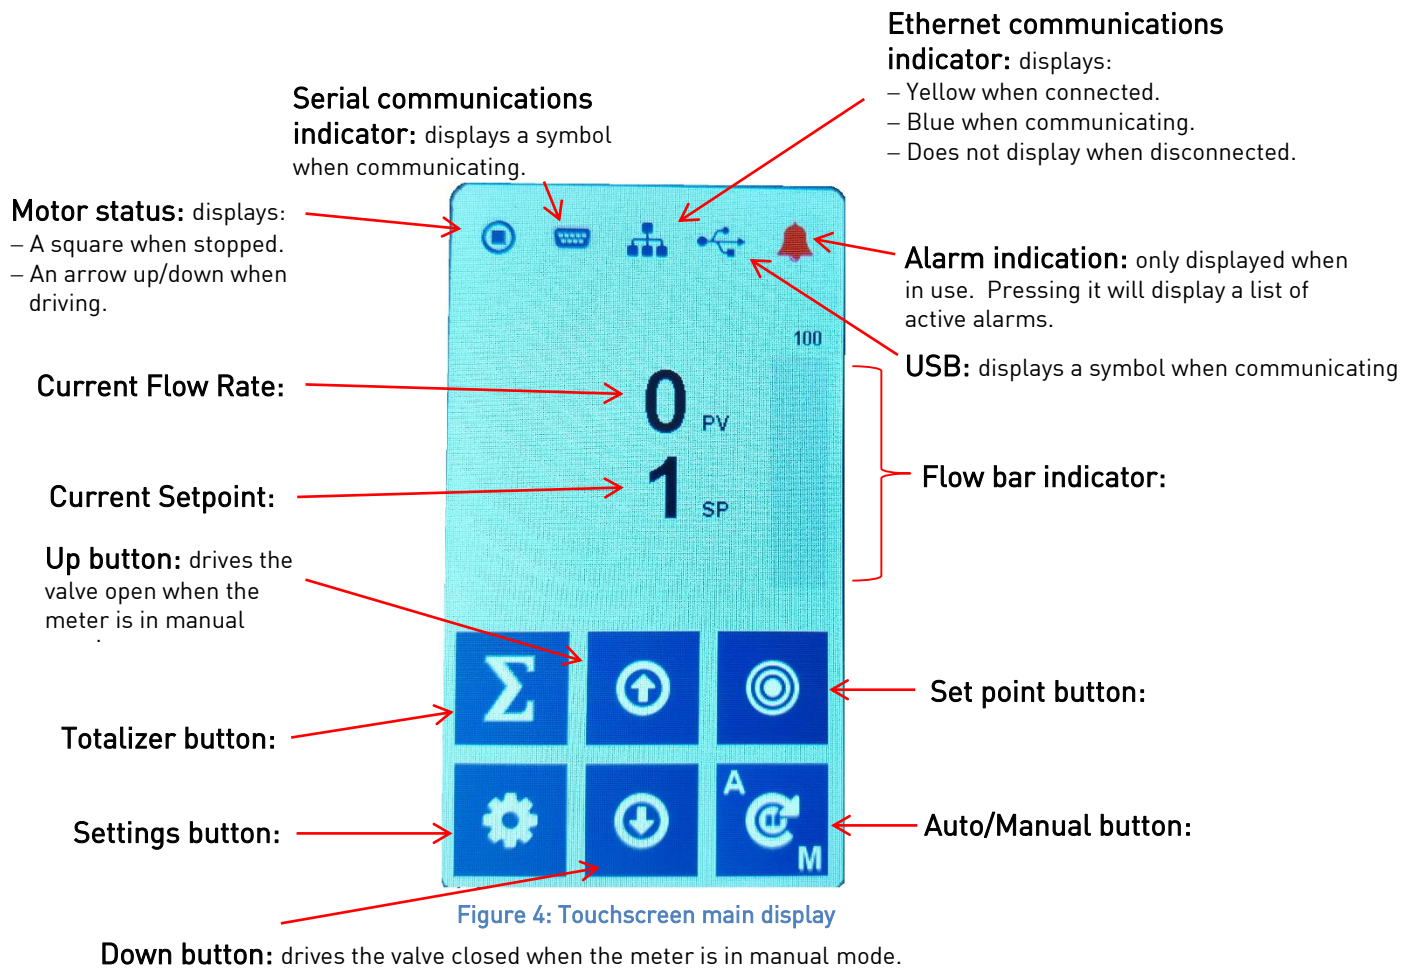 Ethernet communications
indicator: displays:
– Yellow when connected.
– Blue when communicating.
– Does not display when disconnected.
Serial communications
indicator: displays a symbol
when communicating.
Motor status: displays:
– A square when stopped.
– An arrow up/down when
driving.
Alarm indication: only displayed when
in use. Pressing it will display a list of
active alarms.
100
USB: displays a symbol when communicating
Current Flow Rate:
0 PV
Flow bar indicator:
Current Setpoint:
1 SP
Up button: drives the
valve open when the
meter is in manual
Σ
Set point button:
Totalizer button:
A
M
Settings button:
Auto/Manual button:
Figure 4: Touchscreen main display
Down button: drives the valve closed when the meter is in manual mode.